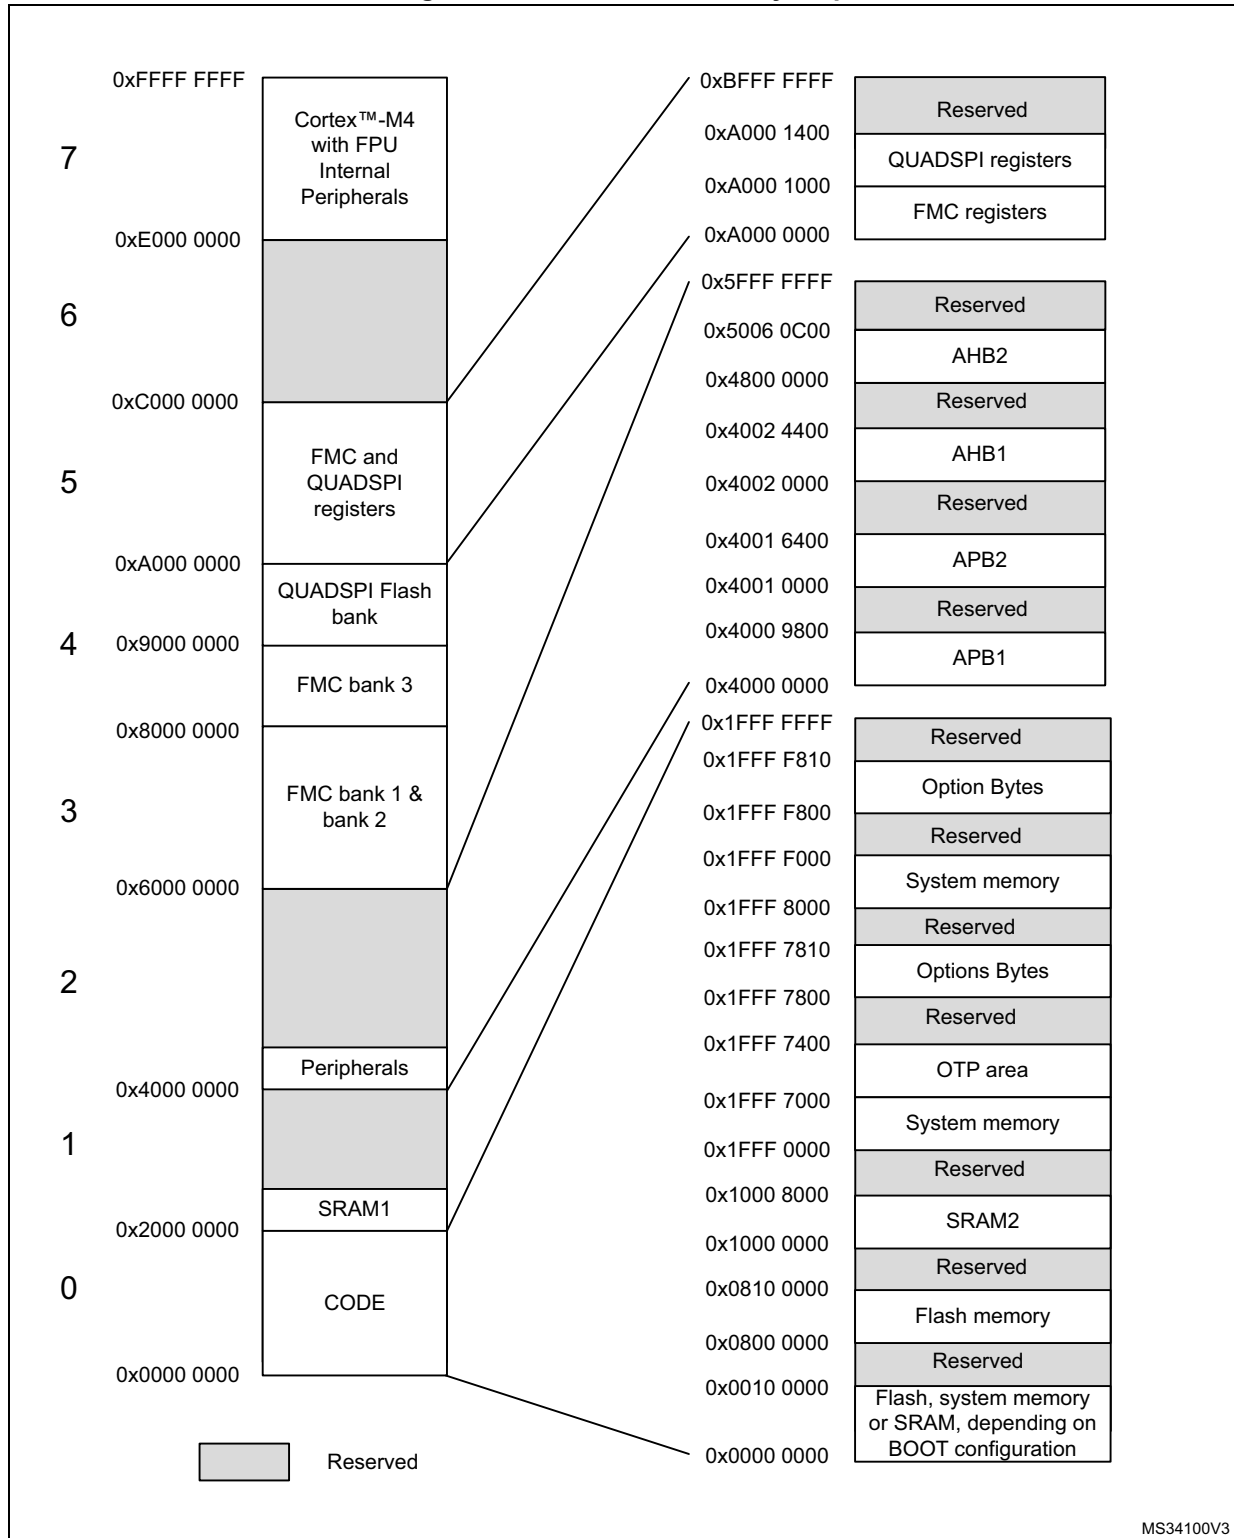 0xFFFF FFFF
7
Cortex™-M4
with FPU
Internal
Peripherals
0xE000 0000
6
0xC000 0000
5
FMC and
QUADSPI
registers
0xA000 0000
QUADSPI Flash
bank
4
0x9000 0000
FMC bank 3
0x8000 0000
3
FMC bank 1 &
bank 2
0x6000 0000
2
Peripherals
0x4000 0000
1
SRAM1
0x2000 0000
0
CODE
0x0000 0000
Reserved
0xBFFF FFFF
Reserved
0xA000 1400
QUADSPI registers
0xA000 1000
FMC registers
0xA000 0000
0x5FFF FFFF
Reserved
0x5006 0C00
AHB2
0x4800 0000
Reserved
0x4002 4400
AHB1
0x4002 0000
Reserved
0x4001 6400
APB2
0x4001 0000
Reserved
0x4000 9800
APB1
0x4000 0000
0x1FFF FFFF
Reserved
0x1FFF F810
Option Bytes
0x1FFF F800
Reserved
0x1FFF F000
System memory
0x1FFF 8000
Reserved
0x1FFF 7810
Options Bytes
0x1FFF 7800
Reserved
0x1FFF 7400
OTP area
0x1FFF 7000
System memory
0x1FFF 0000
Reserved
0x1000 8000
SRAM2
0x1000 0000
Reserved
0x0810 0000
Flash memory
0x0800 0000
Reserved
0x0010 0000
Flash, system memory
or SRAM, depending on
BOOT configuration
0x0000 0000
MS34100V3